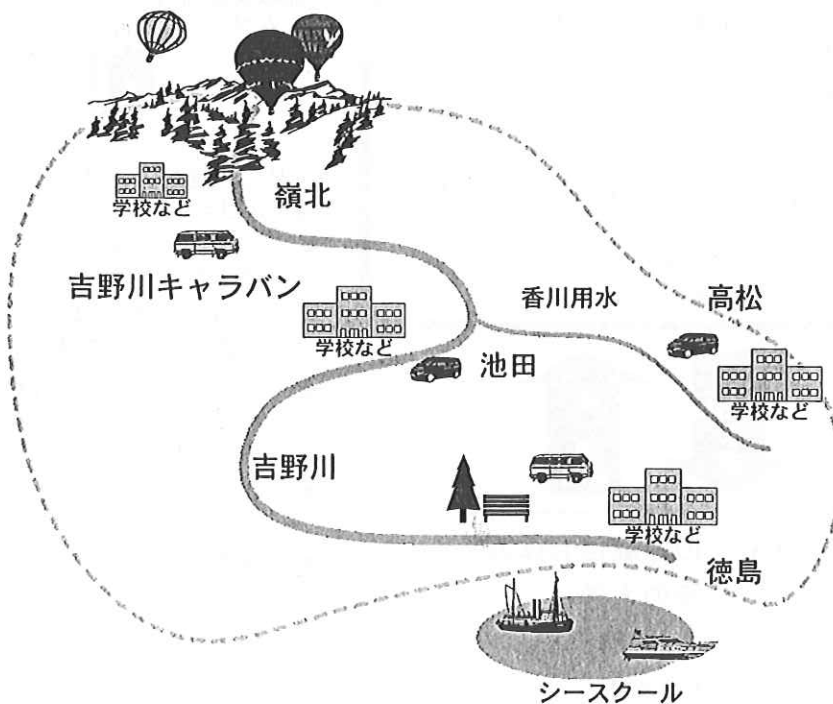 嶺北
学校など
吉野川キャラバン
香川用水
高松
学校など
池田
学校など
吉野川
学校など
徳島
シースクール